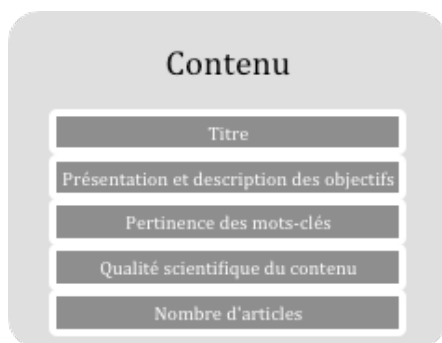 Contenu
Titre
Présentation et description des objectifs
Pertinence des mots-clés
Qualité scientifique du contenu
Nombre d'articles